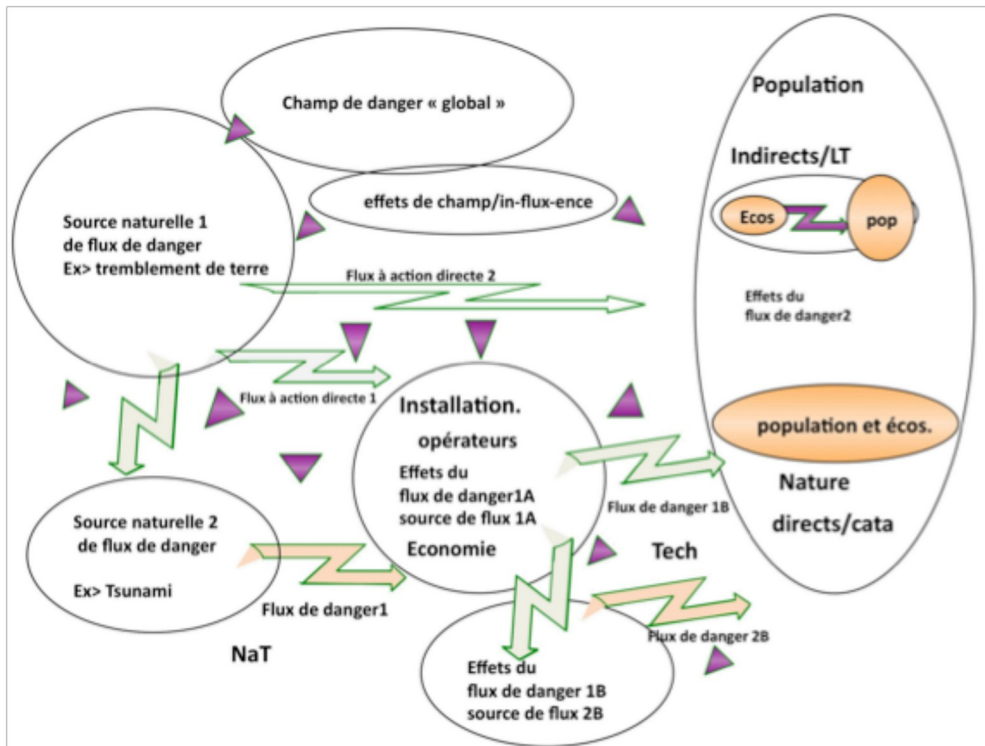 Champ de danger « global »
effets de champ/in-flux-ence
Source naturelle 1
de flux de danger
Ex> tremblement de terre
Flux à action directe 2
Flux à action directe 1
Installation.
opérateurs
Effets du
flux de danger1A
source de flux 1A
Economie
Source naturelle 2
de flux de danger
Ex> Tsunami
Flux de danger1
NaT
Flux de danger 1B
Tech
Flux de danger 2B
Effets du
flux de danger 1B
source de flux 2B
Population
Indirects/LT
Ecos
pop
Effets du
flux de danger2
population et écos.
Nature
directs/cata